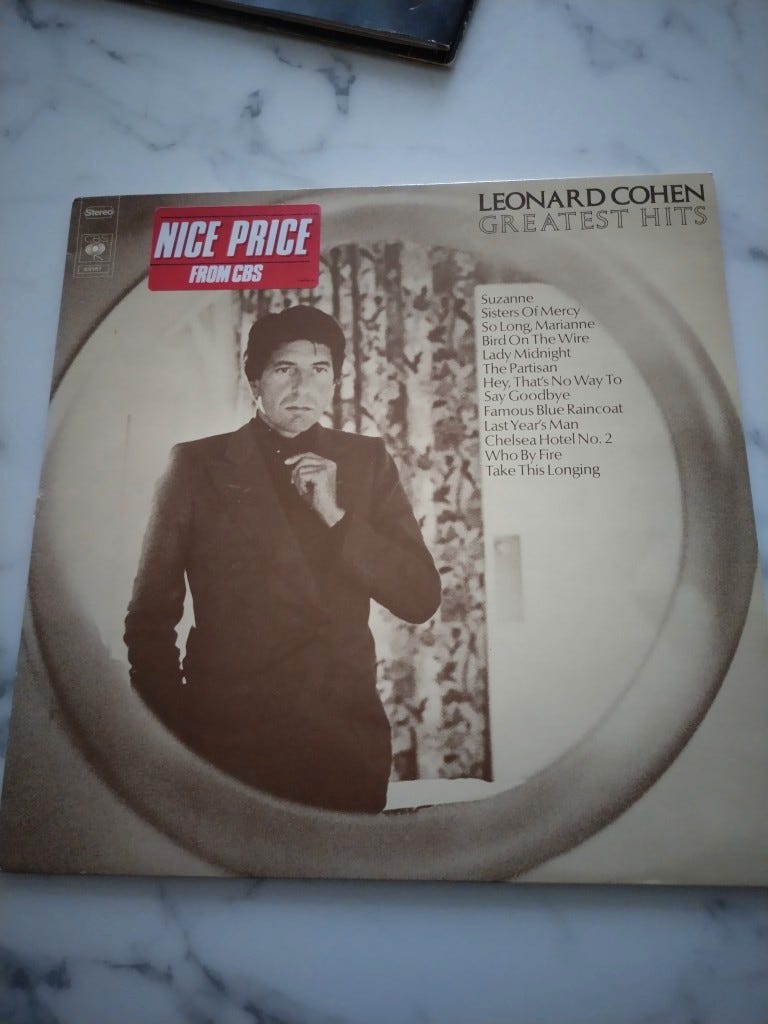 Stereo
CBS
NICE PRICE
FROM CBS
LEONARD COHEN
GREATEST HITS
Suzanne
Sisters Of Mercy
So Long, Marianne
Bird On The Wire
Lady Midnight
The Partisan
Hey, That's No Way To
Say Goodbye
Famous Blue Raincoat
Last Year's Man
Chelsea Hotel No. 2
Who By Fire
Take This Longing